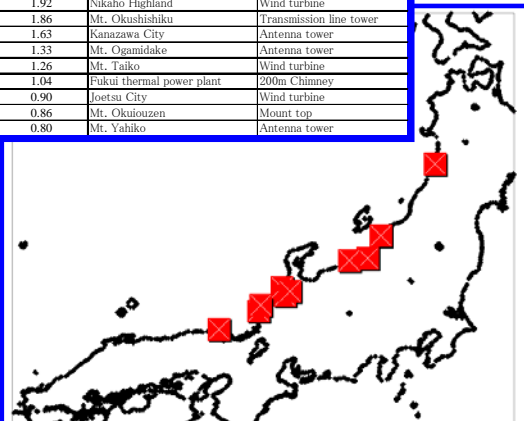 1.92 Nikaho Highland Wind turbine
1.86 Mt. Okushishiku Transmission line tower
1.63 Kanazawa City Antenna tower
1.33 Mt. Ogamidake Antenna tower
1.26 Mt. Taiko Wind turbine
1.04 Fukui thermal power plant 200m Chimney
0.90 Joetsu City Wind turbine
0.86 Mt. Okuiouzen Mount top
0.80 Mt. Yahiko Antenna tower